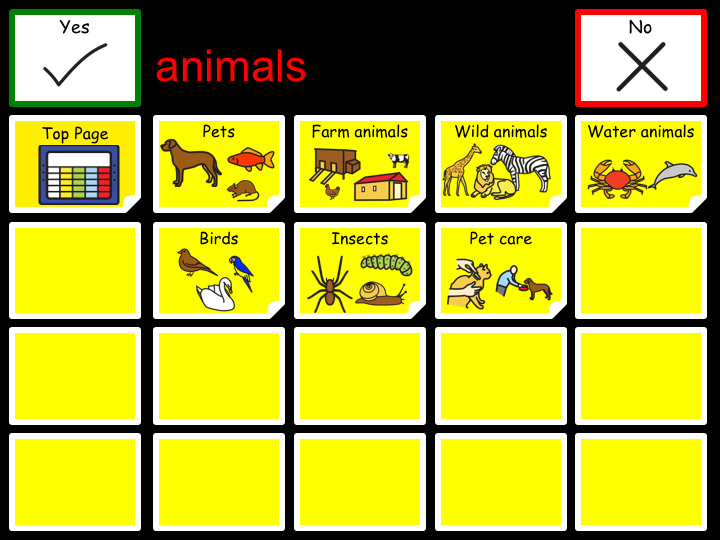 Yes
animals
No
Top Page
Pets
Farm animals
Wild animals
Water animals
Birds
Insects
Pet care